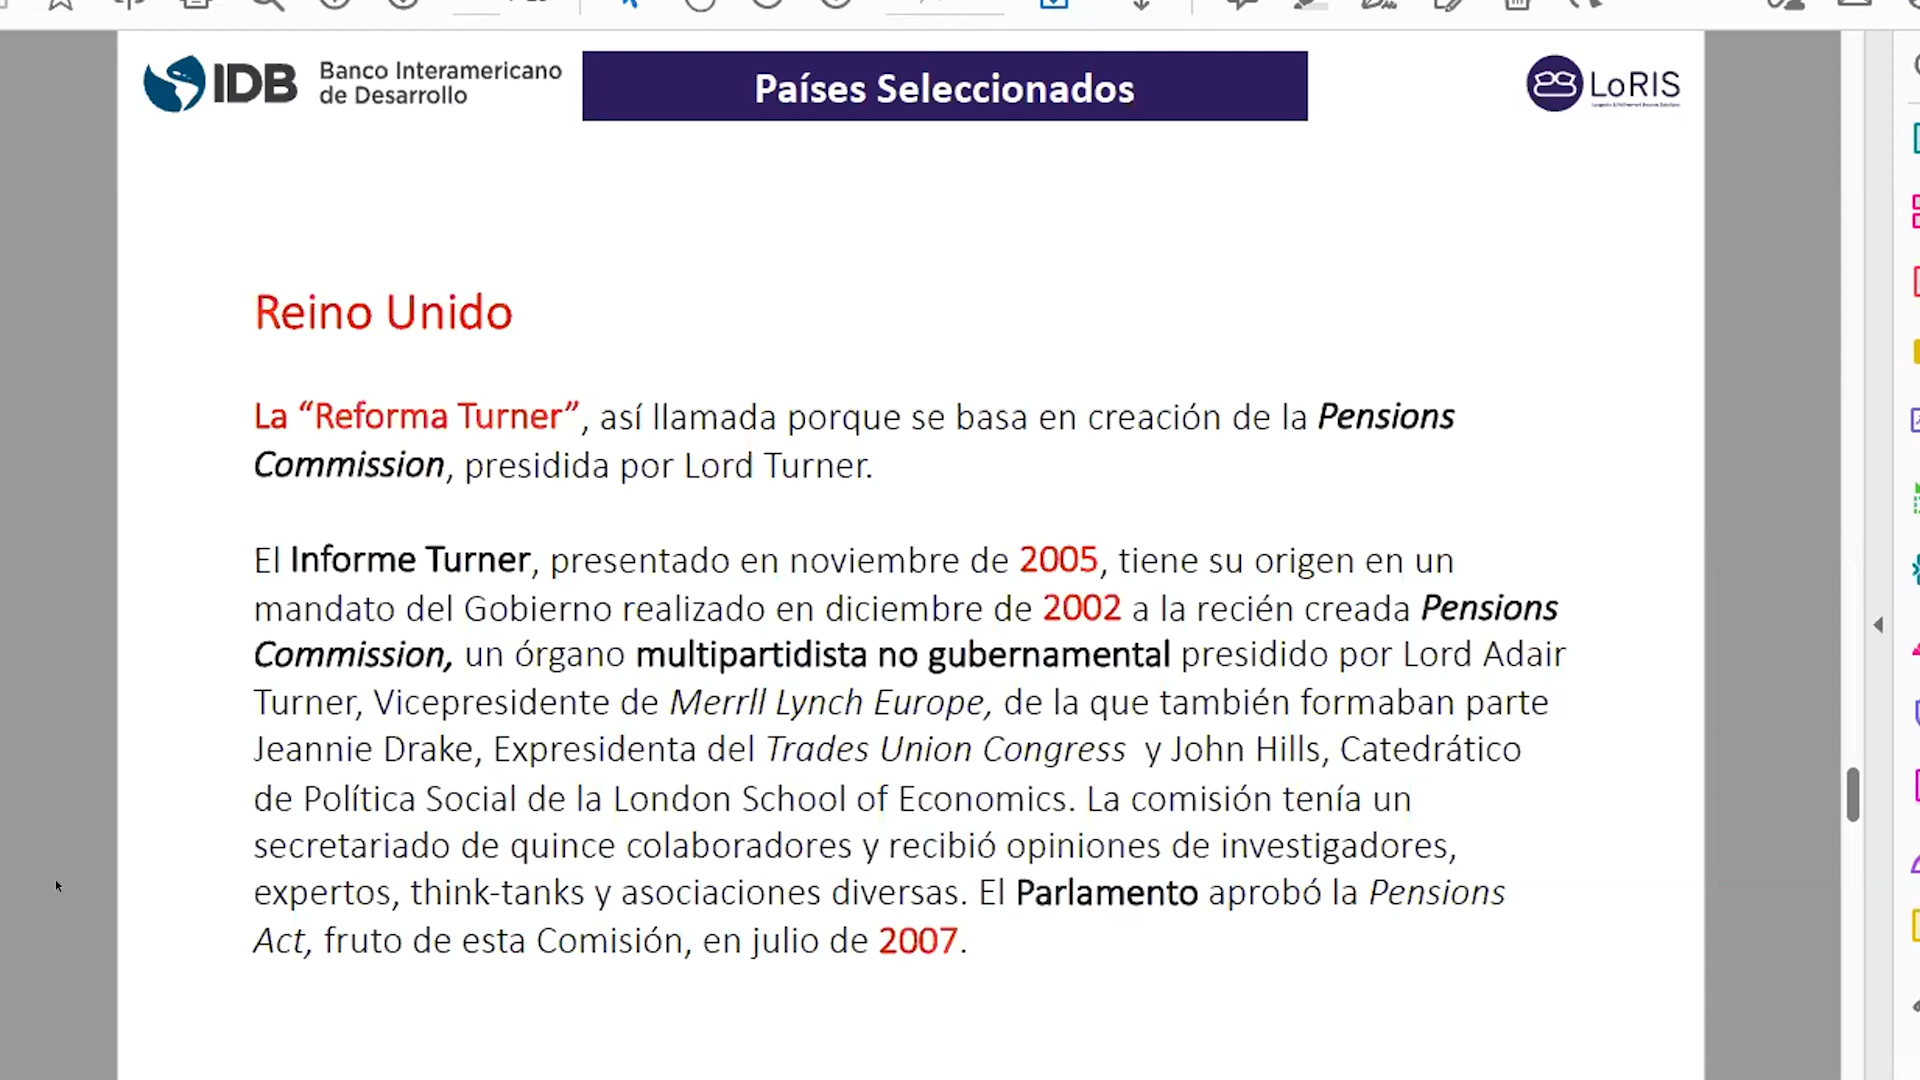 IDB
Banco Interamericano
de Desarrollo
Países Seleccionados
LoRIS
Reino Unido
La “Reforma Turner”, así llamada porque se basa en creación de la Pensions
Commission, presidida por Lord Turner.
El Informe Turner, presentado en noviembre de 2005, tiene su origen en un
mandato del Gobierno realizado en diciembre de 2002 a la recién creada Pensions
Commission, un órgano multipartidista no gubernamental presidido por Lord Adair
Turner, Vicepresidente de Merrll Lynch Europe, de la que también formaban parte
Jeannie Drake, Expresidenta del Trades Union Congress y John Hills, Catedrático
de Política Social de la London School of Economics. La comisión tenía un
secretariado de quince colaboradores y recibió opiniones de investigadores,
expertos, think-tanks y asociaciones diversas. El Parlamento aprobó la Pensions
Act, fruto de esta Comisión, en julio de 2007.